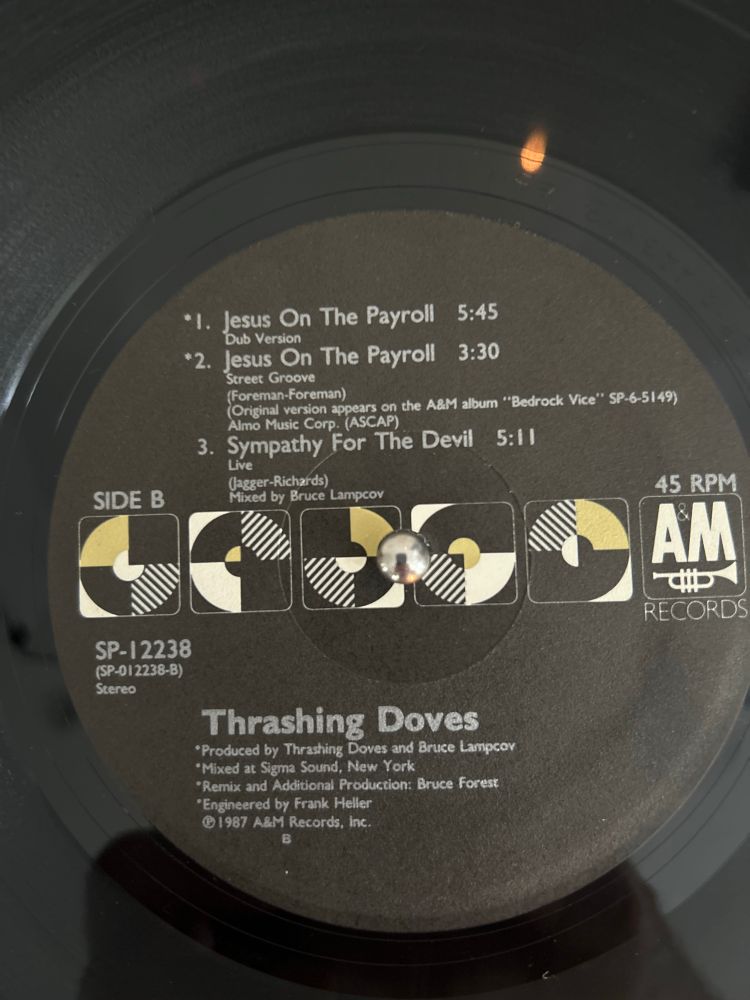 *1. Jesus On The Payroll 5:45
Dub Version
*2. Jesus On The Payroll 3:30
Street Groove
(Foreman-Foreman)
(Original version appears on the A&M album "Bedrock Vice" SP-6-5149)
Almo Music Corp. (ASCAP)
3. Sympathy For The Devil 5:11
Live
(Jagger-Richards)
Mixed by Bruce Lampcov
SIDE B
45 RPM
A&M
RECORDS
SP-12238
(SP-012238-B)
Stereo
Thrashing Doves
*Produced by Thrashing Doves and Bruce Lampcov
*Mixed at Sigma Sound, New York
*Remix and Additional Production: Bruce Forest
*Engineered by Frank Heller
℗1987 A&M Records, Inc.
B